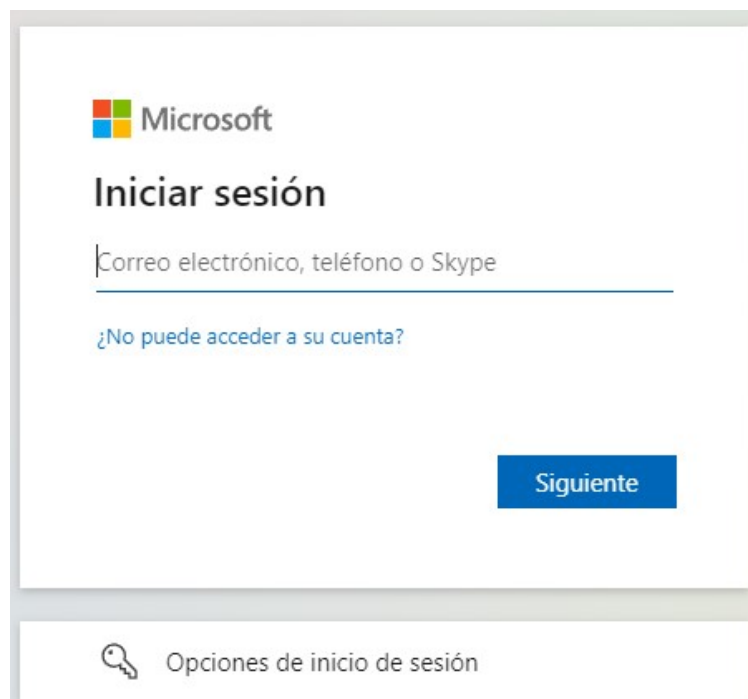 Microsoft
Iniciar sesión
Correo electrónico, teléfono o Skype
¿No puede acceder a su cuenta?
Siguiente
Opciones de inicio de sesión